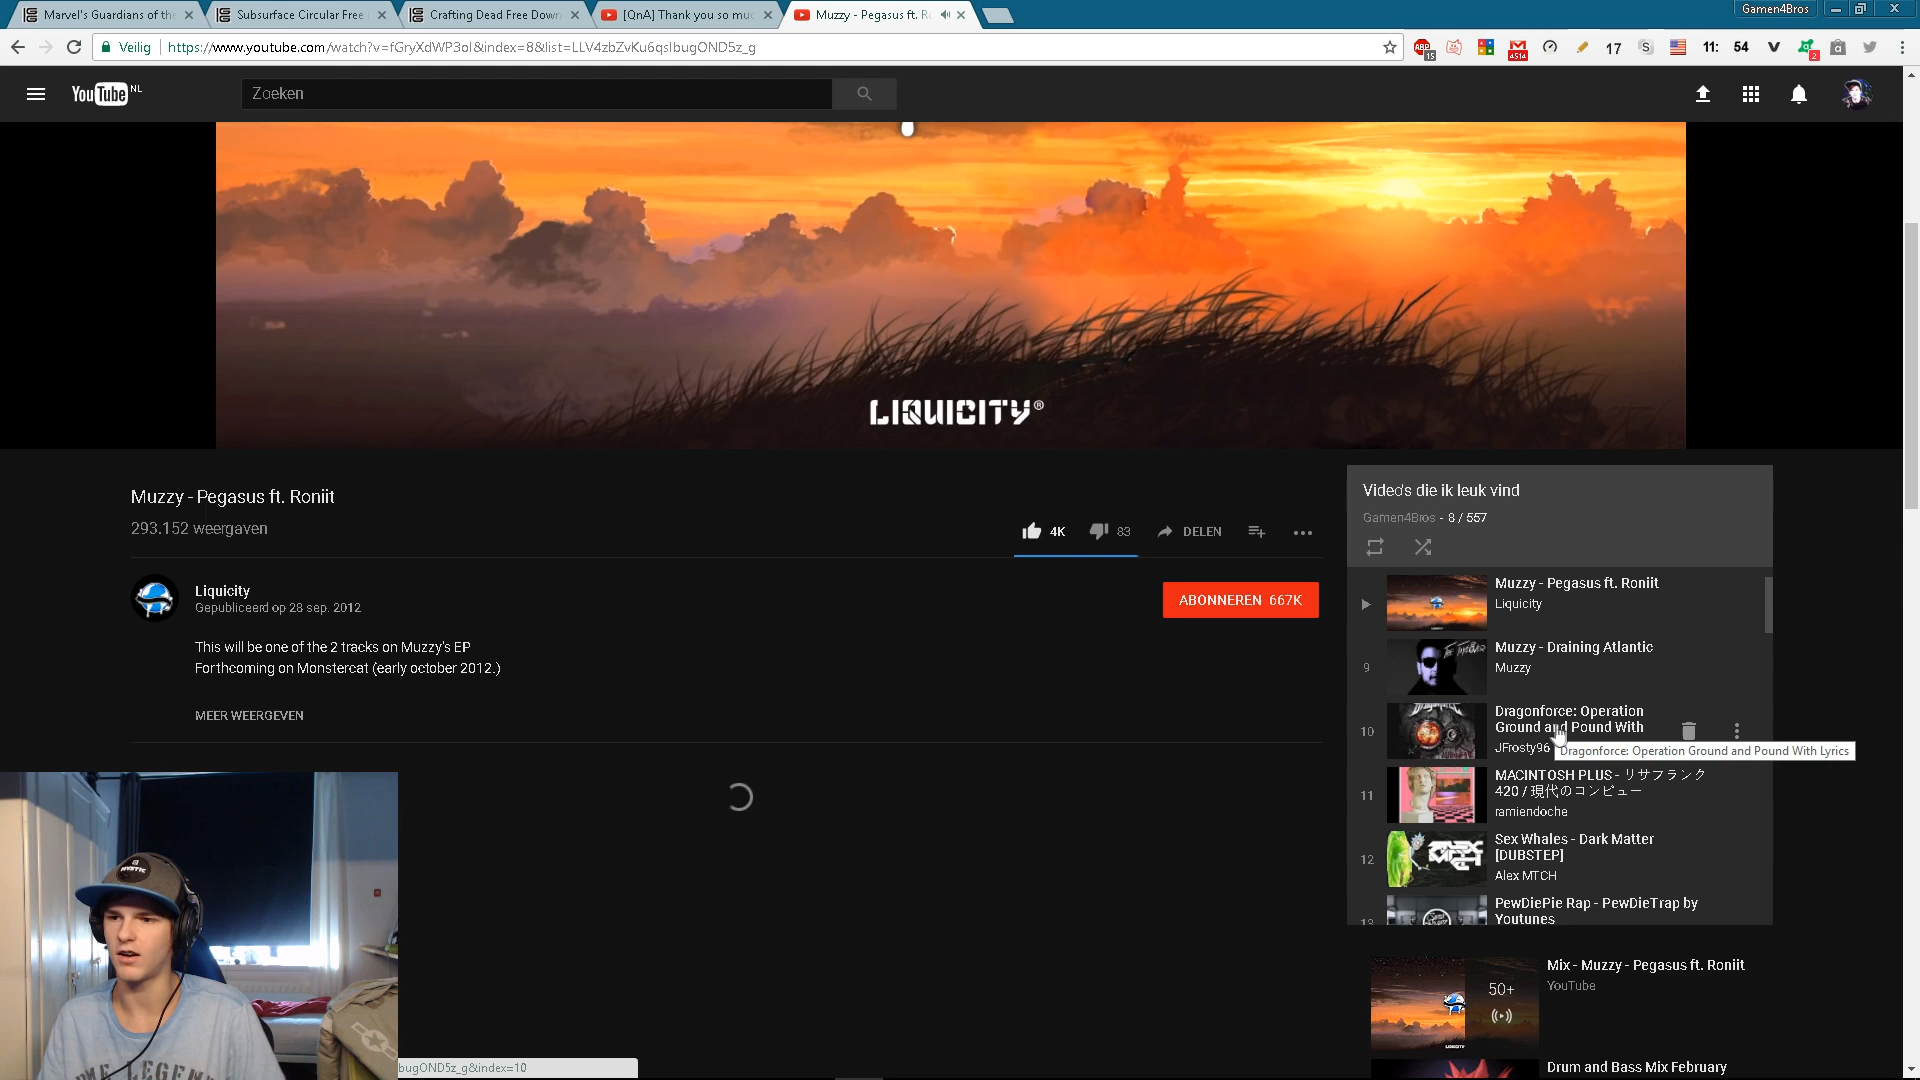 Marvel's Guardians of the
Subsurface Circular Free
Crafting Dead Free Down
[QnA] Thank you so muc
Muzzy - Pegasus ft. Ro
Gamen4Bros
Veilig
https://www.youtube.com/watch?v=fGryXdWP3oI&index=8&list=LLV4zbZvKu6qsIbugOND5z_g
ABP
15
4514
17
S
11:
54
V
2
a
YouTube NL
Zoeken
LIQUICITY®
Muzzy - Pegasus ft. Roniit
293.152 weergaven
4K
83
DELEN
Liquicity
Gepubliceerd op 28 sep. 2012
ABONNEREN 667K
This will be one of the 2 tracks on Muzzy's EP
Forthcoming on Monstercat (early october 2012.)
MEER WEERGEVEN
Video's die ik leuk vind
Gamen4Bros - 8 / 557
Muzzy - Pegasus ft. Roniit
Liquicity
9
Muzzy - Draining Atlantic
Muzzy
10
Dragonforce: Operation
Ground and Pound With
JFrosty96
Dragonforce: Operation Ground and Pound With Lyrics
11
MACINTOSH PLUS - リサフランク
420 / 現代のコンピュー
ramiendoche
12
Sex Whales - Dark Matter
[DUBSTEP]
Alex MTCH
13
PewDiePie Rap - PewDieTrap by
Youtunes
50+
Mix - Muzzy - Pegasus ft. Roniit
YouTube
Drum and Bass Mix February
bugOND5z_g&index=10